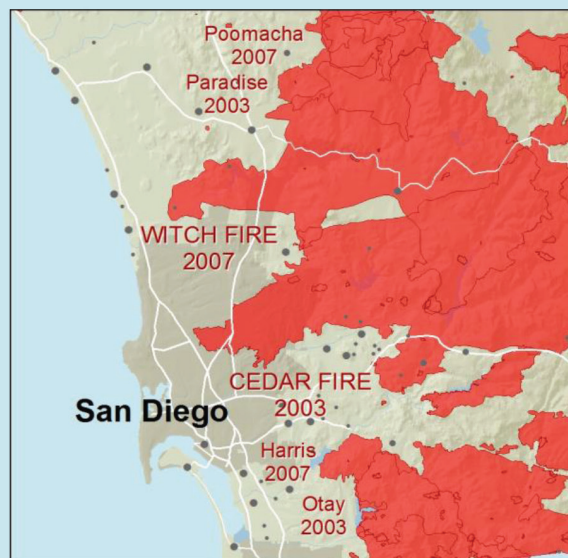 Poomacha
2007
Paradise
2003
WITCH FIRE
2007
CEDAR FIRE
2003
San Diego
Harris
2007
Otay
2003